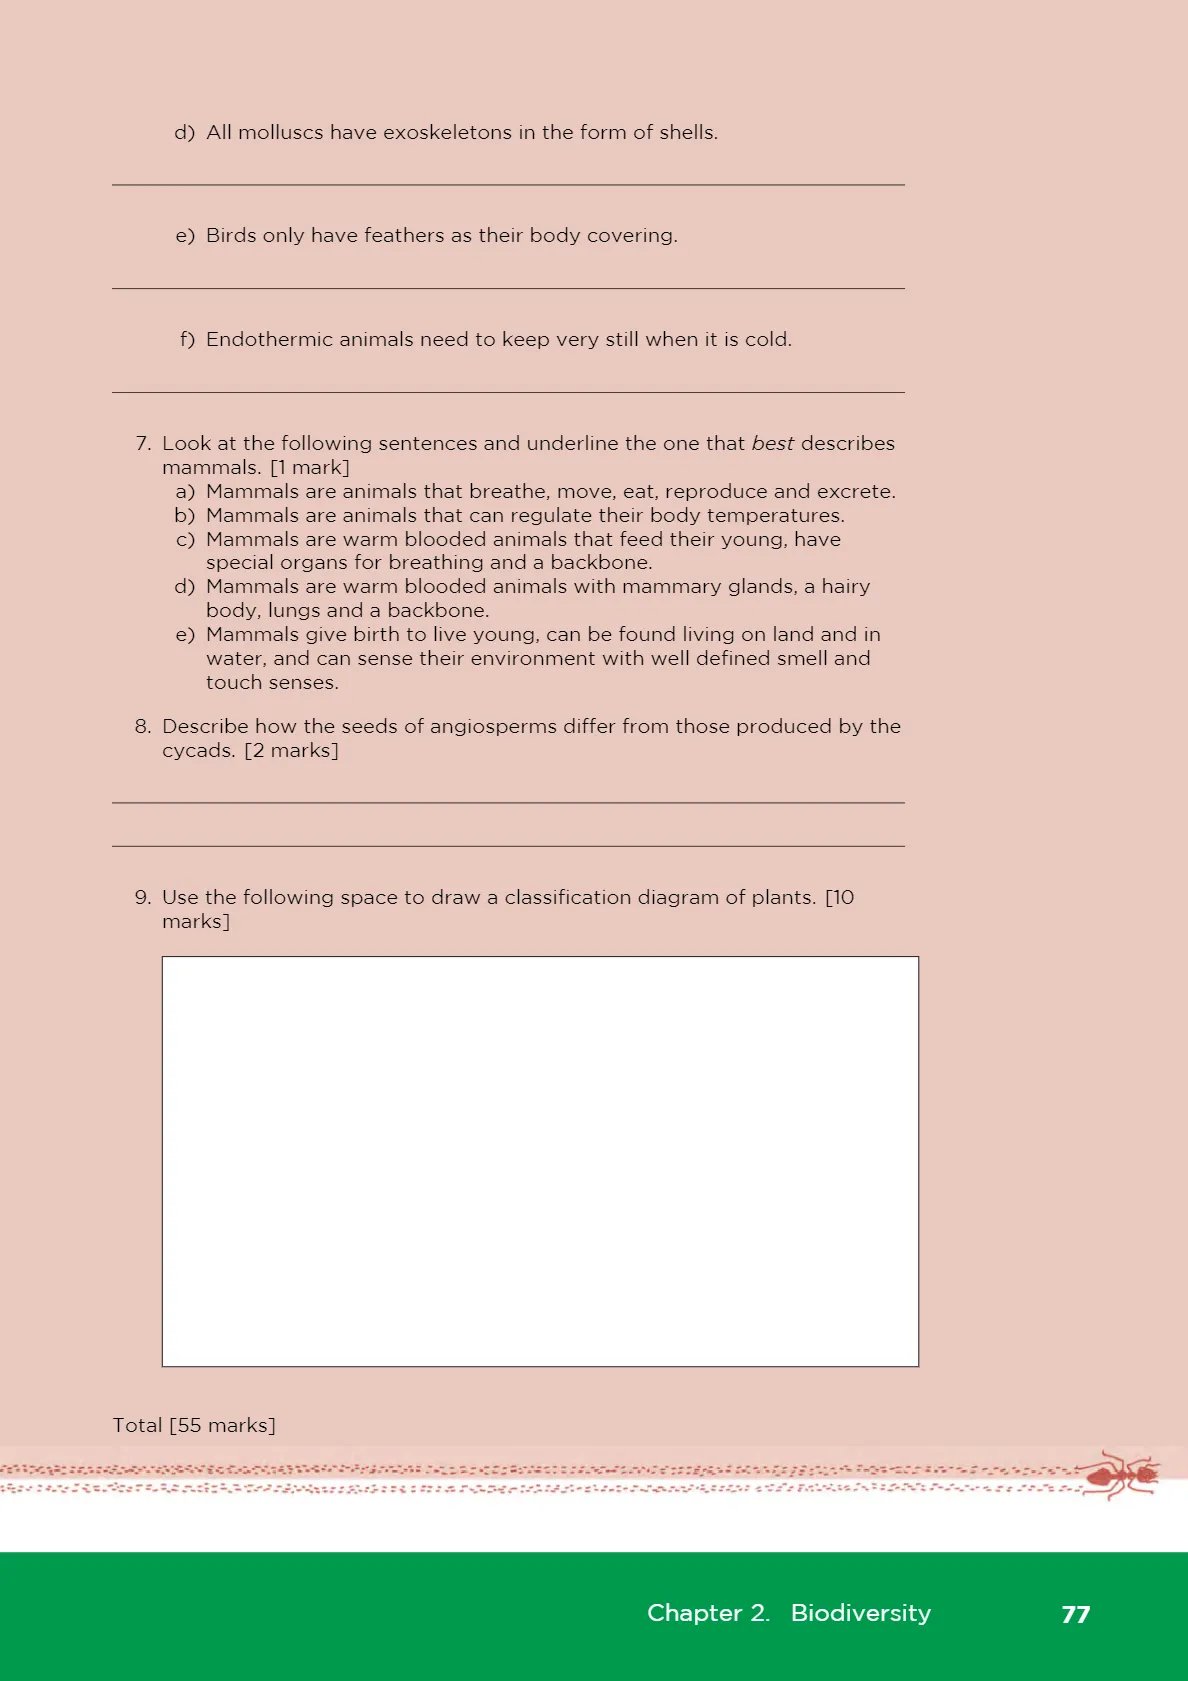 d) All molluscs have exoskeletons in the form of shells.
e) Birds only have feathers as their body covering.
f) Endothermic animals need to keep very still when it is cold.
7. Look at the following sentences and underline the one that best describes
mammals. [1 mark]
a) Mammals are animals that breathe, move, eat, reproduce and excrete.
b) Mammals are animals that can regulate their body temperatures.
c) Mammals are warm blooded animals that feed their young, have
special organs for breathing and a backbone.
d) Mammals are warm blooded animals with mammary glands, a hairy
body, lungs and a backbone.
e) Mammals give birth to live young, can be found living on land and in
water, and can sense their environment with well defined smell and
touch senses.
8. Describe how the seeds of angiosperms differ from those produced by the
cycads. [2 marks]
9. Use the following space to draw a classification diagram of plants. [10
marks]
Total [55 marks]
Chapter 2. Biodiversity 77